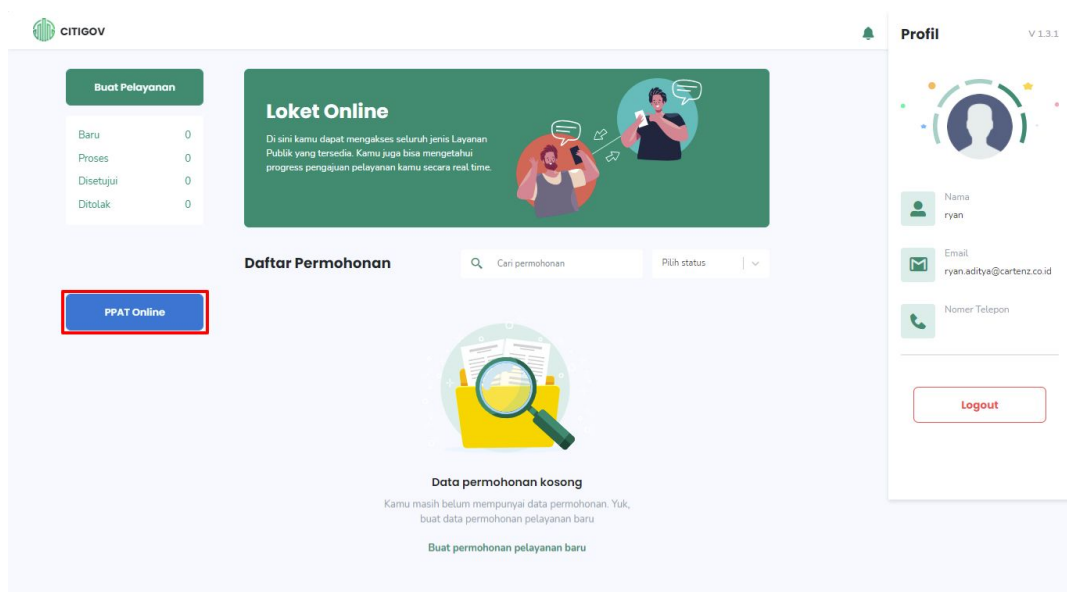 CITIGOV
Buat Pelayanan
Baru 0
Proses 0
Disetujui 0
Ditolak 0
PPAT Online
Loket Online
Di sini kamu dapat mengakses seluruh jenis Layanan
Publik yang tersedia. Kamu juga bisa mengetahui
progress pengajuan pelayanan kamu secara real time.
Daftar Permohonan
Cari permohonan
Pilih status
Data permohonan kosong
Kamu masih belum mempunyai data permohonan. Yuk,
buat data permohonan pelayanan baru
Buat permohonan pelayanan baru
Profil V 1.3.1
Nama
ryan
Email
ryan.aditya@cartenz.co.id
Nomer Telepon
Logout